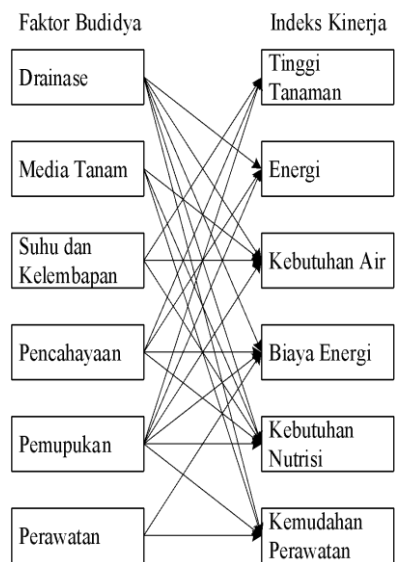 Faktor Budidya
Indeks Kinerja
Drainase
Media Tanam
Suhu dan
Kelembapan
Pencahayaan
Pemupukan
Perawatan
Tinggi
Tanaman
Energi
Kebutuhan Air
Biaya Energi
Kebutuhan
Nutrisi
Kemudahan
Perawatan